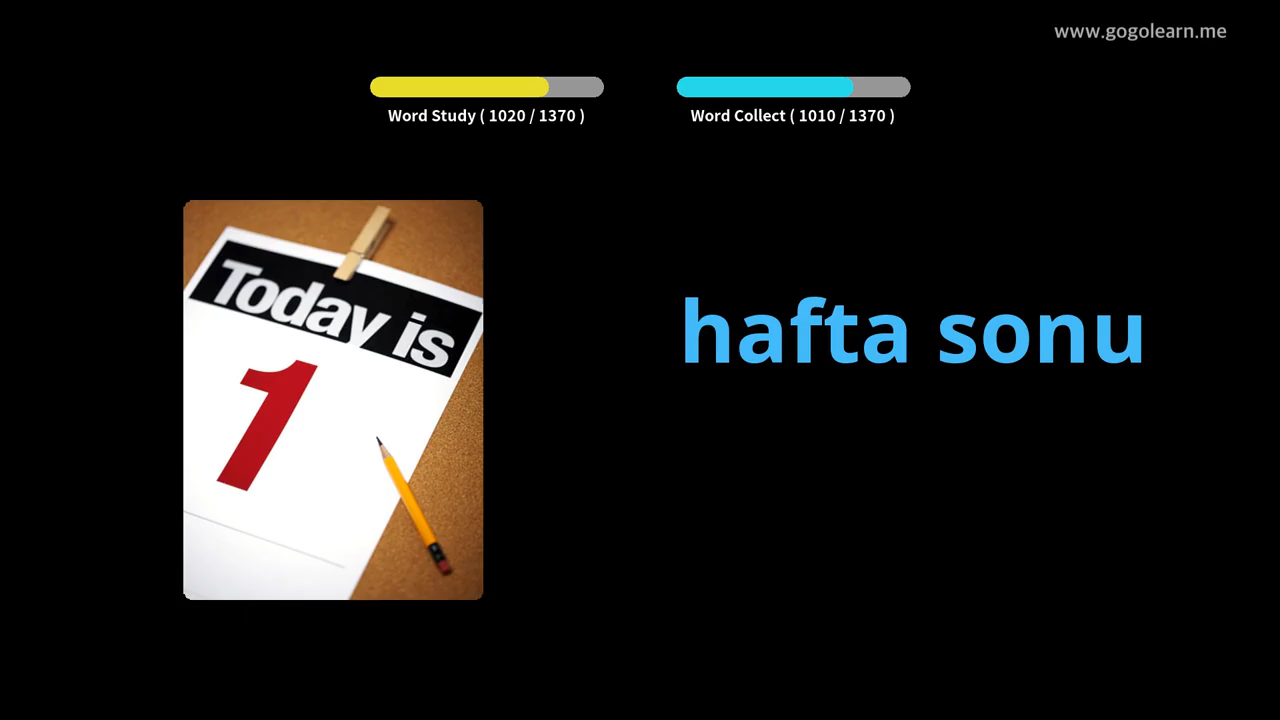 www.gogolearn.me
Word Study ( 1020 / 1370 )
Word Collect ( 1010 / 1370 )
Today is
1
hafta sonu